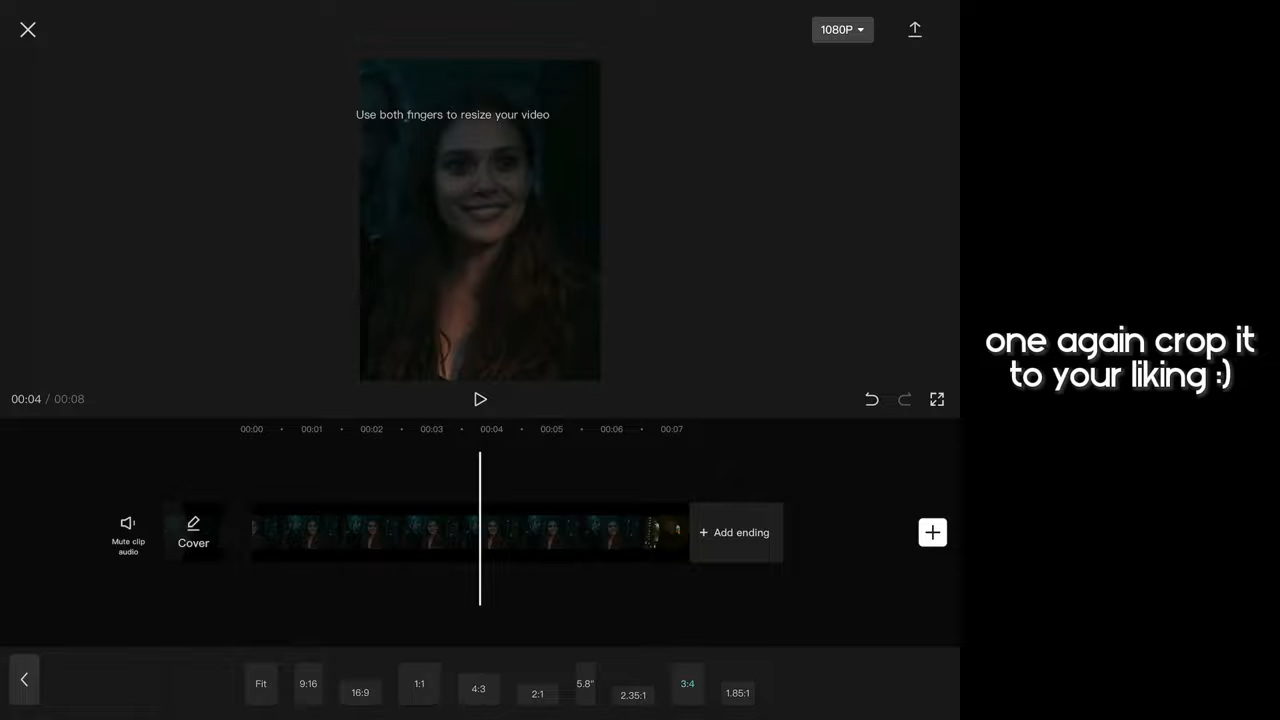 1080P
Use both fingers to resize your video
00:04 / 00:08
00:00 00:01 00:02 00:03 00:04 00:05 00:06 00:07
Mute clip
audio
Cover
+ Add ending
Fit 9:16 16:9 1:1 4:3 2:1 5.8" 2.35:1 3:4 1.85:1
one again crop it
to your liking :)